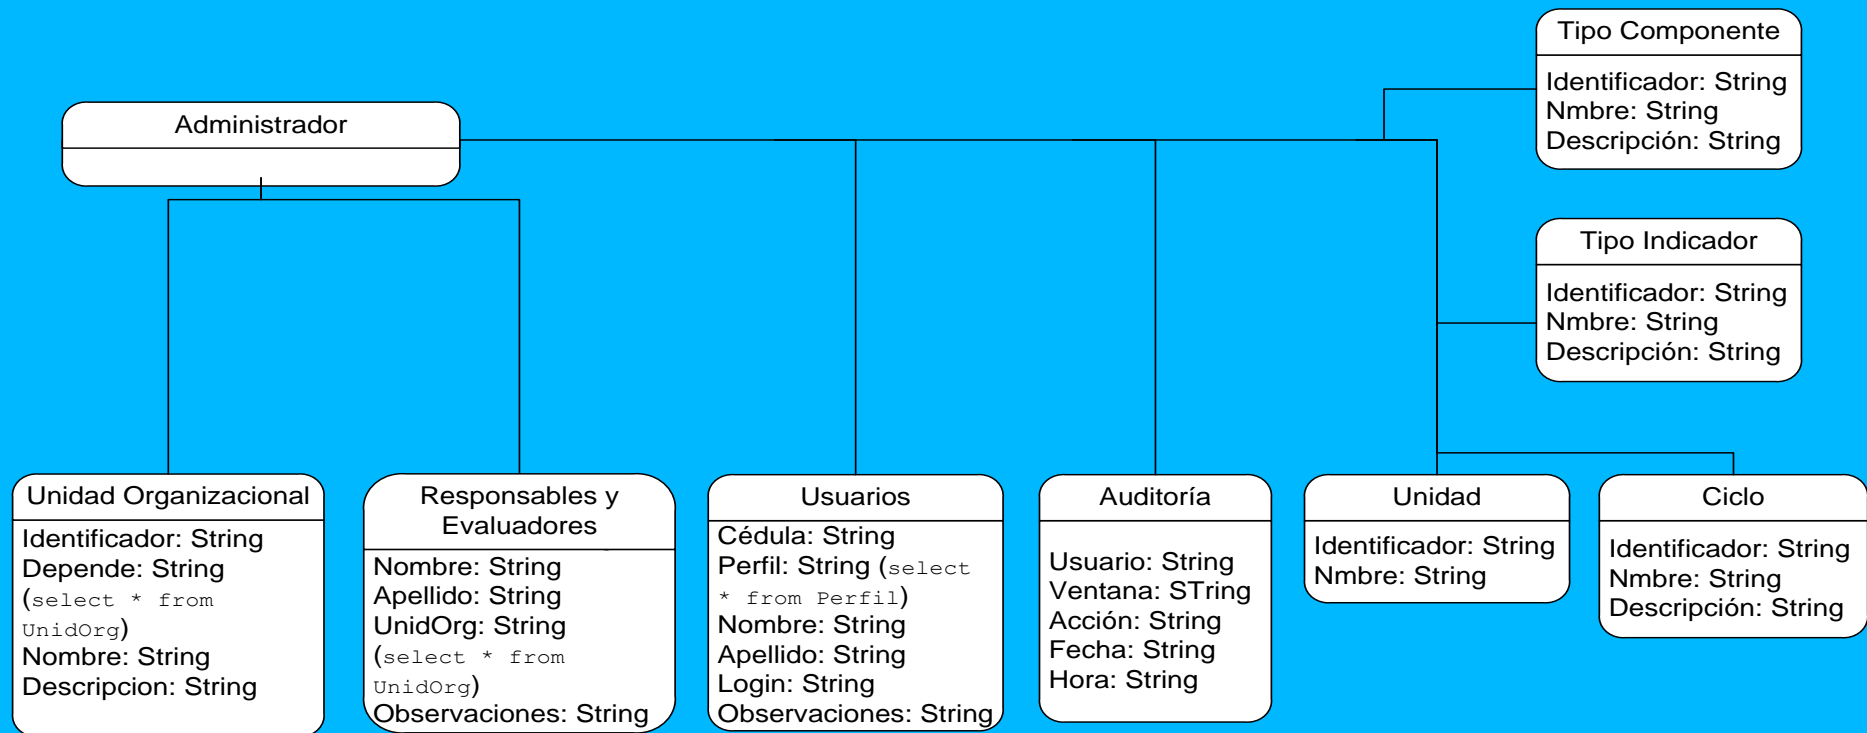 Tipo Componente
Identificador: String
Nmbre: String
Descripción: String
Administrador
Tipo Indicador
Identificador: String
Nmbre: String
Descripción: String
Unidad Organizacional
Identificador: String
Depende: String
(select * from
UnidOrg)
Nombre: String
Descripcion: String
Responsables y
Evaluadores
Nombre: String
Apellido: String
UnidOrg: String
(select * from
UnidOrg)
Observaciones: String
Usuarios
Cédula: String
Perfil: String (select
* from Perfil)
Nombre: String
Apellido: String
Login: String
Observaciones: String
Auditoría
Usuario: String
Ventana: STring
Acción: String
Fecha: String
Hora: String
Unidad
Identificador: String
Nmbre: String
Ciclo
Identificador: String
Nmbre: String
Descripción: String